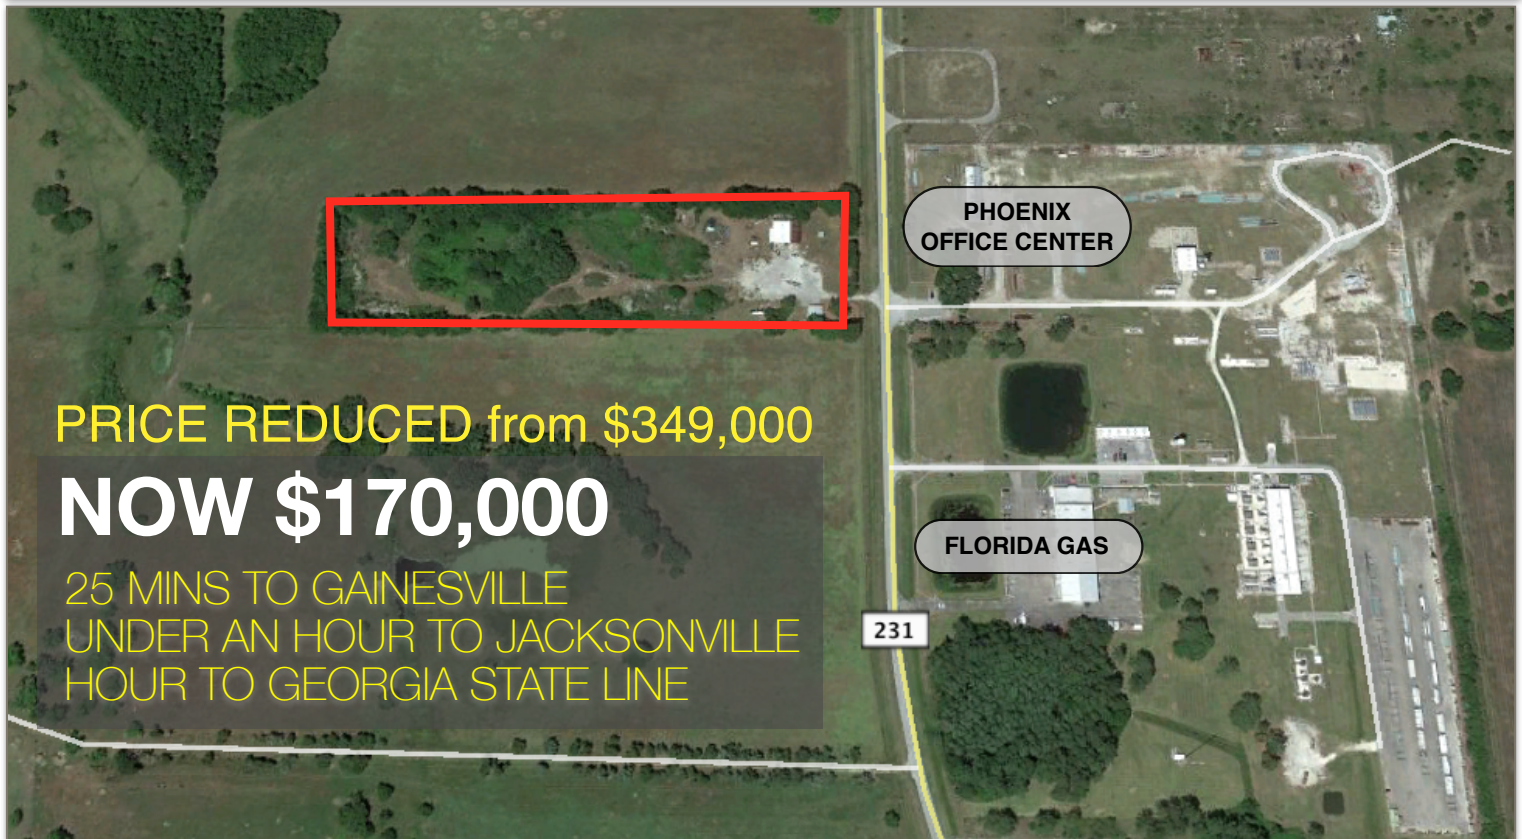 PHOENIX
OFFICE CENTER
PRICE REDUCED from $349,000
NOW $170,000
FLORIDA GAS
25 MINS TO GAINESVILLE
UNDER AN HOUR TO JACKSONVILLE
HOUR TO GEORGIA STATE LINE
231